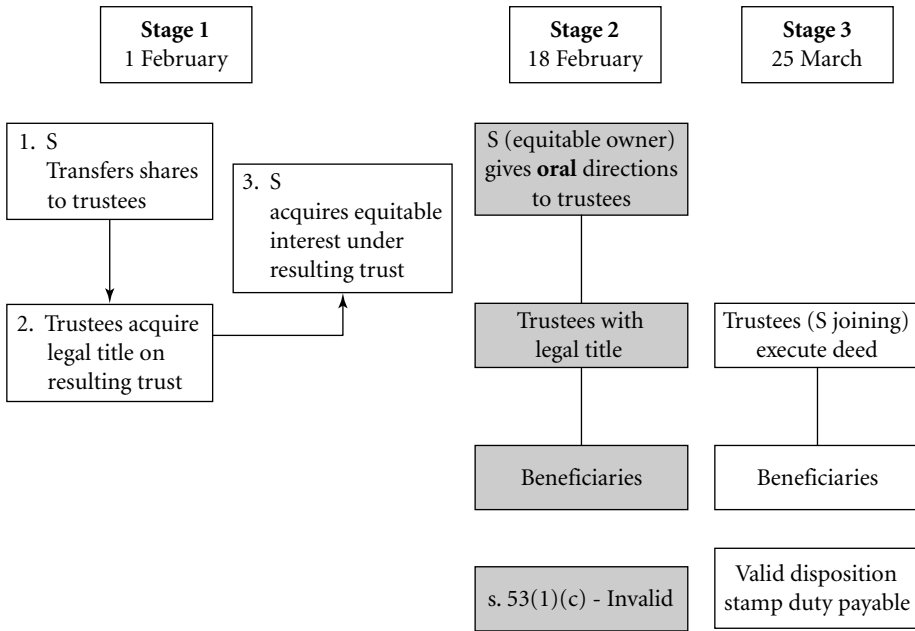 Stage 1
1 February
Stage 2
18 February
Stage 3
25 March
1. S
Transfers shares
to trustees
3. S
acquires equitable
interest under
resulting trust
2. Trustees acquire
legal title on
resulting trust
S (equitable owner)
gives oral directions
to trustees
Trustees with
legal title
Beneficiaries
s. 53(1)(c) - Invalid
Trustees (S joining)
execute deed
Beneficiaries
Valid disposition
stamp duty payable